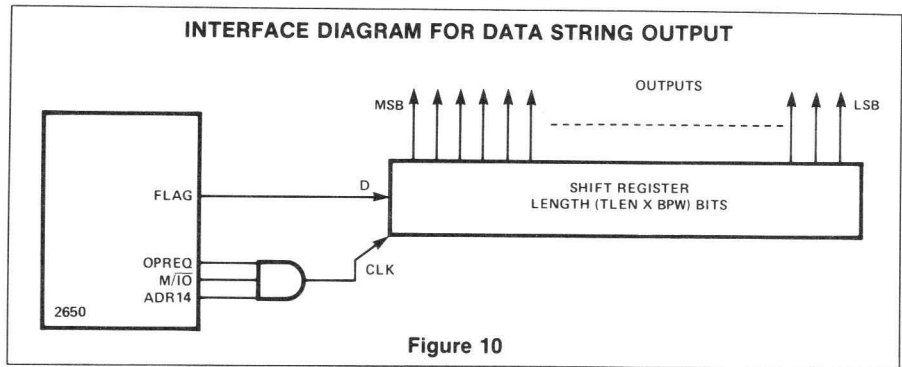 INTERFACE DIAGRAM FOR DATA STRING OUTPUT
OUTPUTS
MSB
LSB
FLAG
D
SHIFT REGISTER
LENGTH (TLEN X BPW) BITS
OPREQ
M/IO
ADR14
CLK
2650
Figure 10